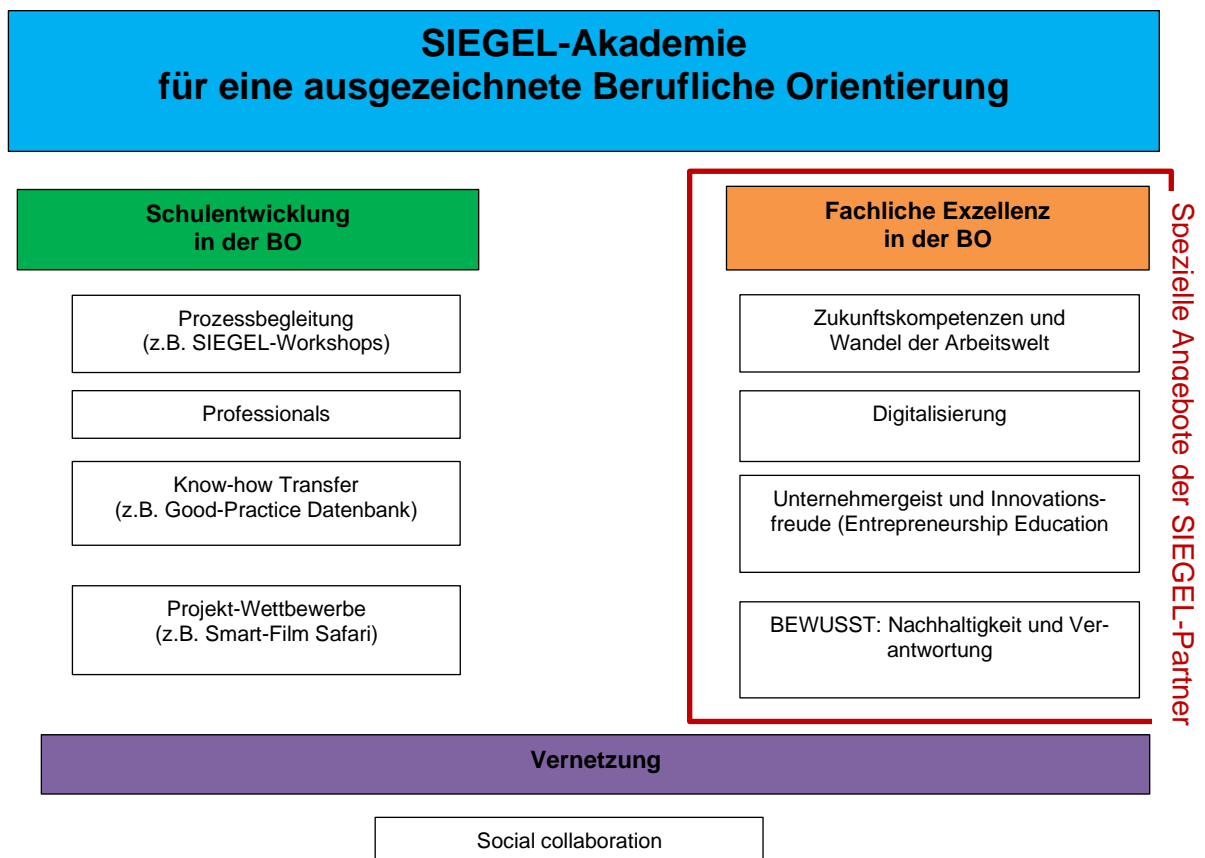 SIEGEL-Akademie
für eine ausgezeichnete Berufliche Orientierung
Schulentwicklung
in der BO
Prozessbegleitung
(z.B. SIEGEL-Workshops)
Professionals
Know-how Transfer
(z.B. Good-Practice Datenbank)
Projekt-Wettbewerbe
(z.B. Smart-Film Safari)
Fachliche Exzellenz
in der BO
Zukunftskompetenzen und
Wandel der Arbeitswelt
Digitalisierung
Unternehmergeist und Innovations-
freude (Entrepreneurship Education
BEWUSST: Nachhaltigkeit und Ver-
antwortung
Spezielle Angebote der SIEGEL-Partner
Vernetzung
Social collaboration